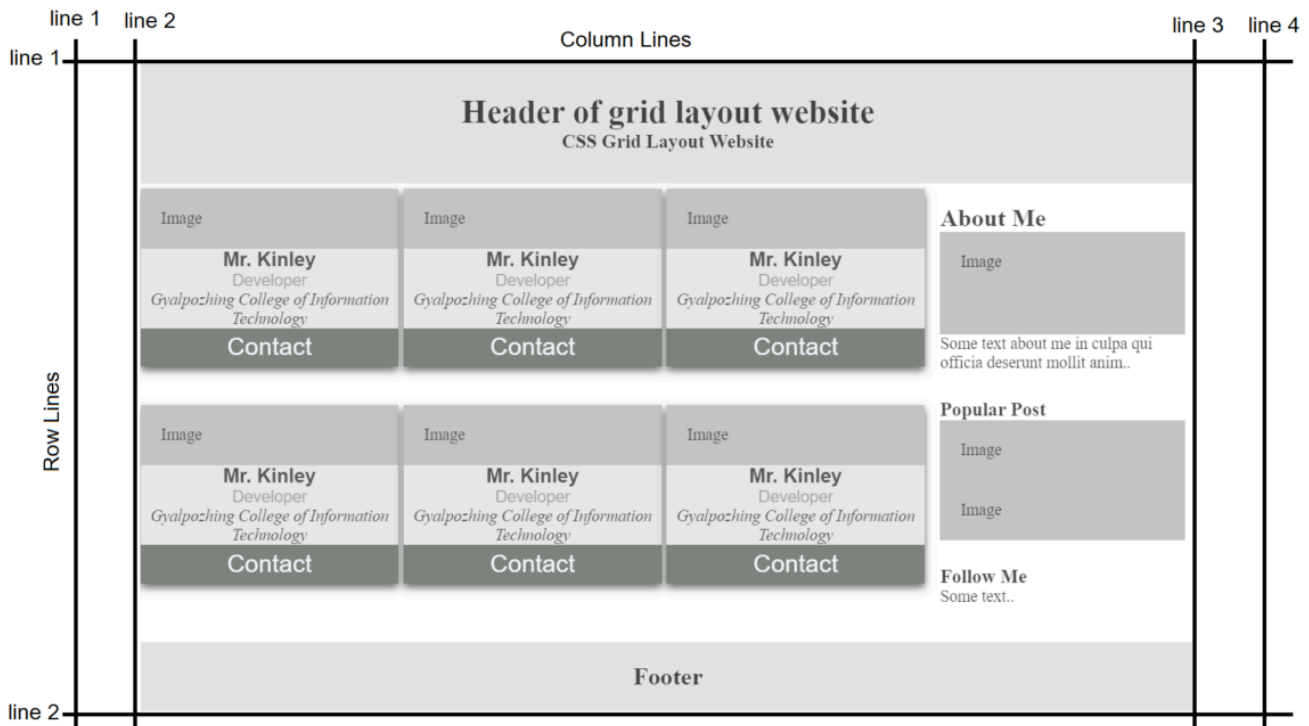 line 1
line 2
line 3
line 4
Column Lines
line 1
Header of grid layout website
CSS Grid Layout Website
Image
Mr. Kinley
Developer
Gyalpozhing College of Information
Technology
Contact
Image
Mr. Kinley
Developer
Gyalpozhing College of Information
Technology
Contact
Image
Mr. Kinley
Developer
Gyalpozhing College of Information
Technology
Contact
About Me
Image
Some text about me in culpa qui
officia deserunt mollit anim..
Row Lines
Image
Mr. Kinley
Developer
Gyalpozhing College of Information
Technology
Contact
Image
Mr. Kinley
Developer
Gyalpozhing College of Information
Technology
Contact
Image
Mr. Kinley
Developer
Gyalpozhing College of Information
Technology
Contact
Popular Post
Image
Image
Follow Me
Some text..
Footer
line 2